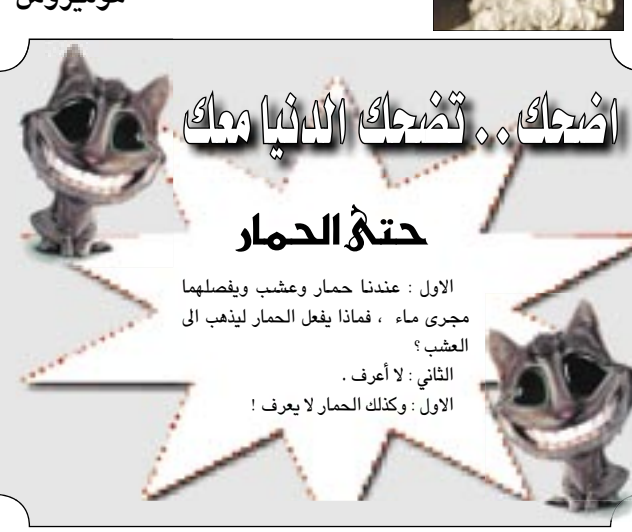 اضحك . . تضحك الدنيا معك
حتى الحمار
الاول : عندنا حمار وعشب ويفصلهما
مجرى ماء ، فماذا يفعل الحمار ليذهب الى
العشب ؟
الثاني : لا أعرف .
الاول : وكذلك الحمار لا يعرف !